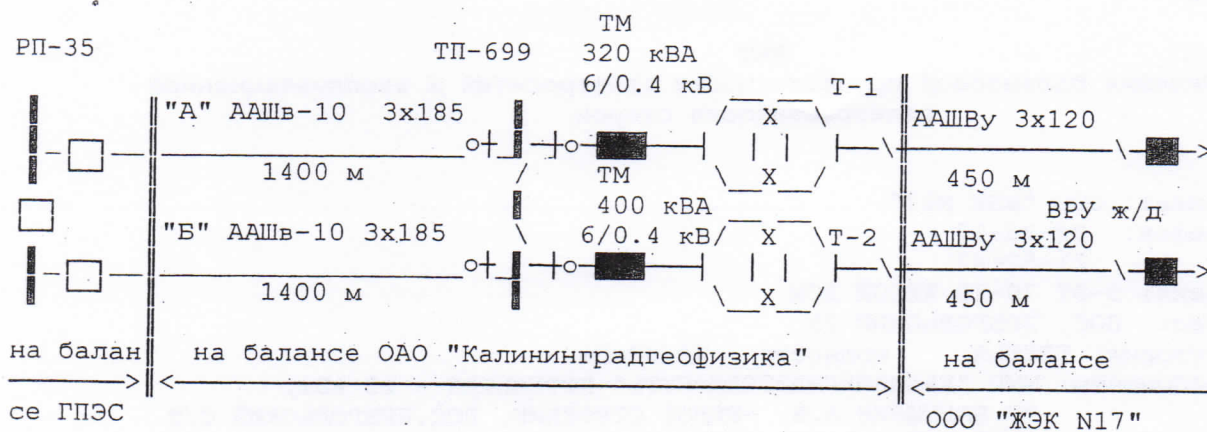 ТМ
РП-35 ТП-699 320 кВА
6/0.4 кВ Т-1
"А" ААШв-10 3х185 ААШВу 3х120
1400 м ТМ 450 м
400 кВА ВРУ ж/д
"Б" ААШв-10 3х185 6/0.4 кВ Т-2 ААШВу 3х120
1400 м 450 м
на балан на балансе ОАО "Калининградгеофизика" на балансе
се ГПЭС ООО "ЖЭК N17"